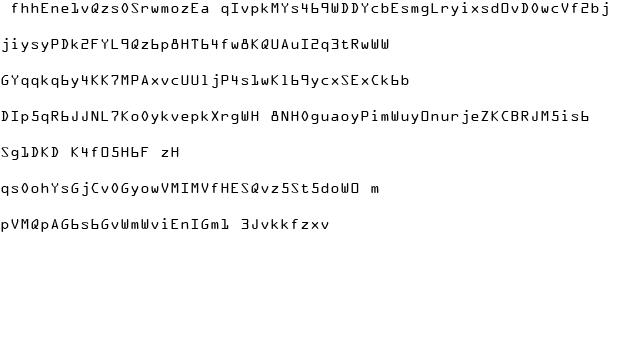 fhhEne1vQzs0SrwmozEa qIvpkMYs469WDDYcbEsmgLryixsdOvD0wcVf2bj
jiysyPDk2FYL9Qz6p8HT64fw8KQUAuI2q3tRwWW
GYqqkq6y4KK7MPAxvcUUljP4s1wK169ycxSExCk6b
DIp5qR6JJNL7Ko0ykvepkXrgWH 8NH0guaoyPimWuyOnurjeZKCBRJM5is6
Sg1DKD K4fO5H6F zH
qs0ohYsGjCv0GyowVMIMVfHESQvz5St5doWO m
pVMQpAG6s6GvWmWviEnIGm1 3Jvkkfzxv